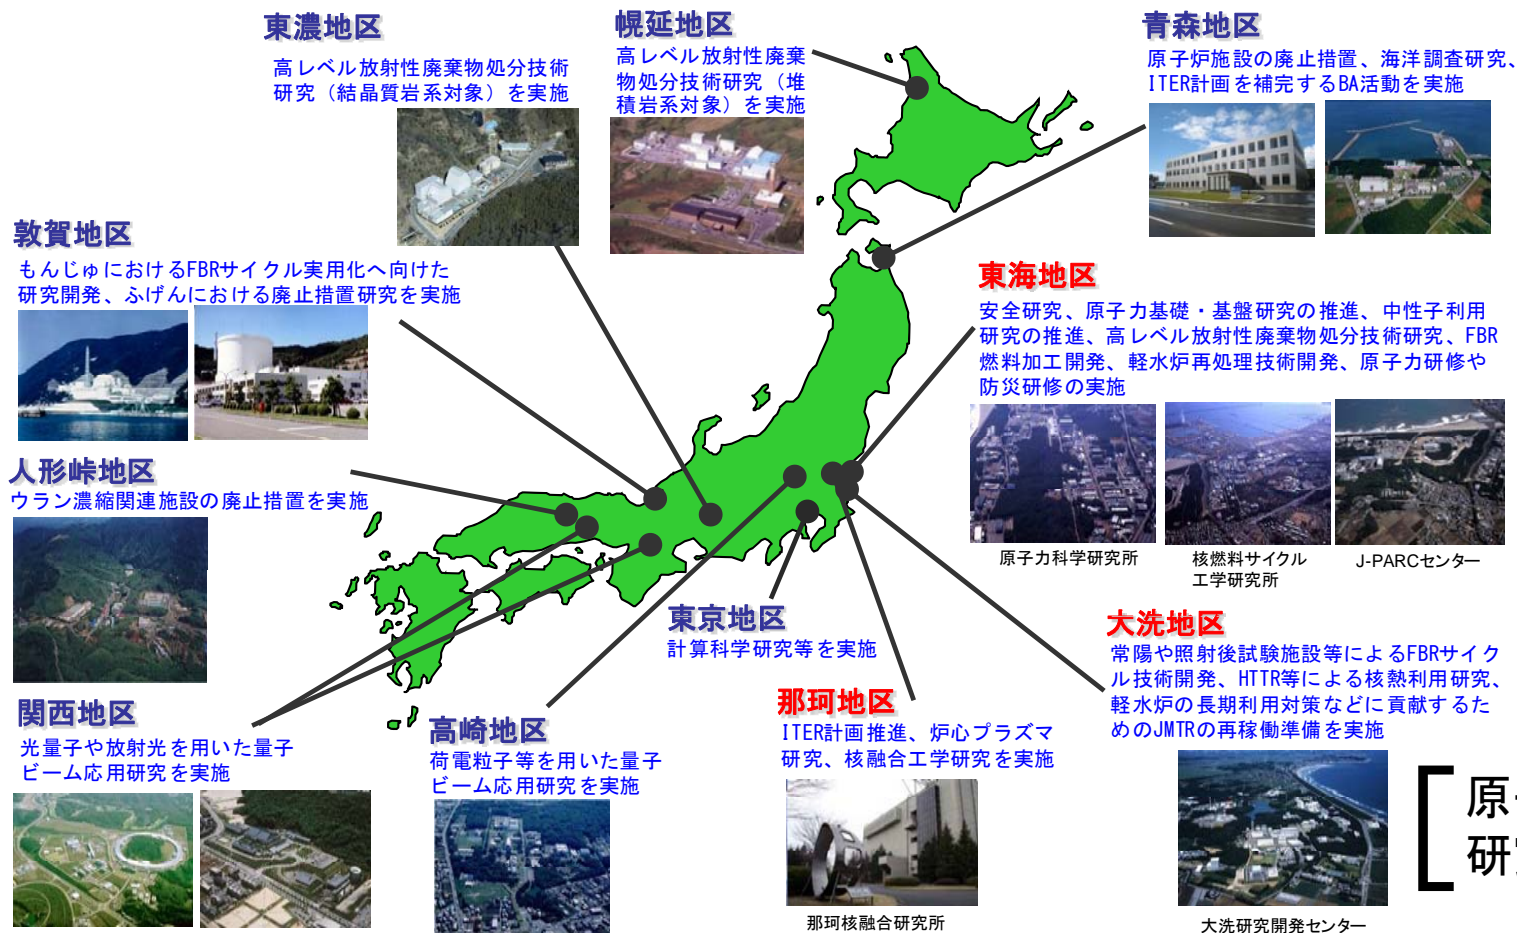 東濃地区
高レベル放射性廃棄物処分技術
研究（結晶質岩系対象）を実施
幌延地区
高レベル放射性廃棄
物処分技術研究（堆
積岩系対象）を実施
青森地区
原子炉施設の廃止措置、海洋調査研究、
ITER計画を補完するBA活動を実施
敦賀地区
もんじゅにおけるFBRサイクル実用化へ向けた
研究開発、ふげんにおける廃止措置研究を実施
東海地区
安全研究、原子力基礎・基盤研究の推進、中性子利用
研究の推進、高レベル放射性廃棄物処分技術研究、FBR
燃料加工開発、軽水炉再処理技術開発、原子力研修や
防災研修の実施
原子力科学研究所
核燃料サイクル
工学研究所
J-PARCセンター
人形峠地区
ウラン濃縮関連施設の廃止措置を実施
東京地区
計算科学研究等を実施
大洗地区
常陽や照射後試験施設等によるFBRサイク
ル技術開発、HTTR等による核熱利用研究、
軽水炉の長期利用対策などに貢献するた
めのJMTRの再稼働準備を実施
大洗研究開発センター
関西地区
光量子や放射光を用いた量子
ビーム応用研究を実施
高崎地区
荷電粒子等を用いた量子
ビーム応用研究を実施
那珂地区
ITER計画推進、炉心プラズマ
研究、核融合工学研究を実施
那珂核融合研究所
原
研